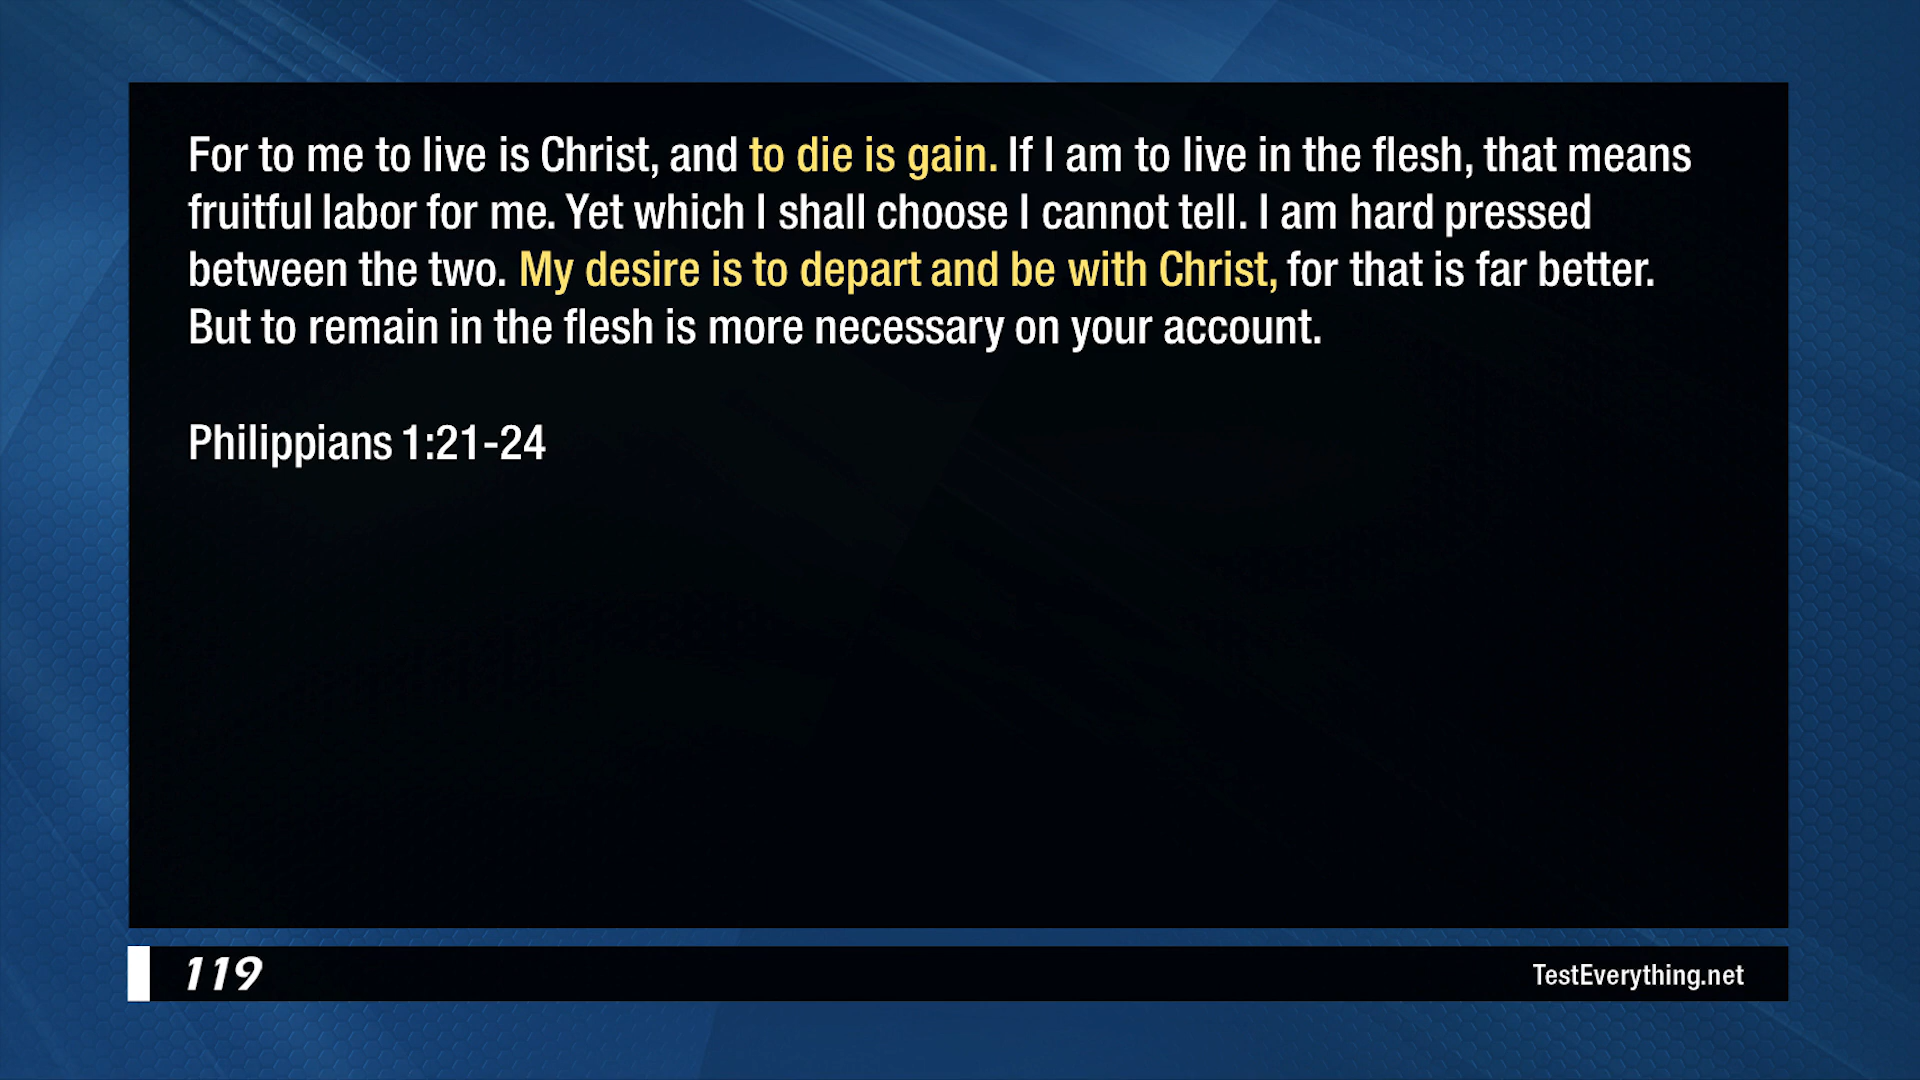 For to me to live is Christ, and to die is gain. If I am to live in the flesh, that means
fruitful labor for me. Yet which I shall choose I cannot tell. I am hard pressed
between the two. My desire is to depart and be with Christ, for that is far better.
But to remain in the flesh is more necessary on your account.
Philippians 1:21-24
119
TestEverything.net